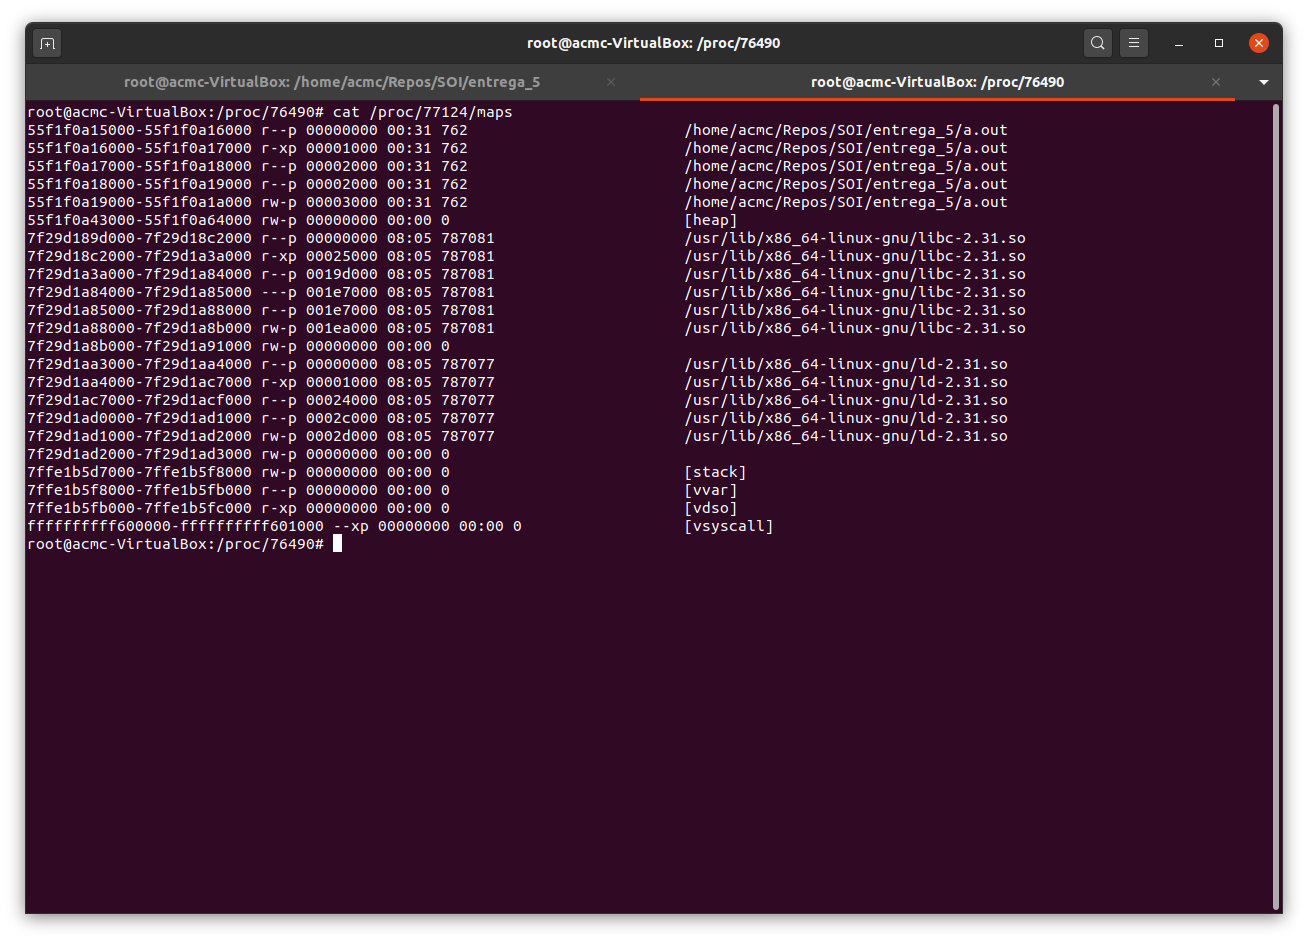 root@acmc-VirtualBox: /proc/76490
root@acmc-VirtualBox: /home/acmc/Repos/SOI/entrega_5
root@acmc-VirtualBox: /proc/76490
root@acmc-VirtualBox:/proc/76490# cat /proc/77124/maps
55f1f0a15000-55f1f0a16000 r--p 00000000 00:31 762 /home/acmc/Repos/SOI/entrega_5/a.out
55f1f0a16000-55f1f0a17000 r-xp 00001000 00:31 762 /home/acmc/Repos/SOI/entrega_5/a.out
55f1f0a17000-55f1f0a18000 r--p 00002000 00:31 762 /home/acmc/Repos/SOI/entrega_5/a.out
55f1f0a18000-55f1f0a19000 r--p 00002000 00:31 762 /home/acmc/Repos/SOI/entrega_5/a.out
55f1f0a19000-55f1f0a1a000 rw-p 00003000 00:31 762 /home/acmc/Repos/SOI/entrega_5/a.out
55f1f0a43000-55f1f0a64000 rw-p 00000000 00:00 0 [heap]
7f29d189d000-7f29d18c2000 r--p 00000000 08:05 787081 /usr/lib/x86_64-linux-gnu/libc-2.31.so
7f29d18c2000-7f29d1a3a000 r-xp 00025000 08:05 787081 /usr/lib/x86_64-linux-gnu/libc-2.31.so
7f29d1a3a000-7f29d1a84000 r--p 0019d000 08:05 787081 /usr/lib/x86_64-linux-gnu/libc-2.31.so
7f29d1a84000-7f29d1a85000 ---p 001e7000 08:05 787081 /usr/lib/x86_64-linux-gnu/libc-2.31.so
7f29d1a85000-7f29d1a88000 r--p 001e7000 08:05 787081 /usr/lib/x86_64-linux-gnu/libc-2.31.so
7f29d1a88000-7f29d1a8b000 rw-p 001ea000 08:05 787081 /usr/lib/x86_64-linux-gnu/libc-2.31.so
7f29d1a8b000-7f29d1a91000 rw-p 00000000 00:00 0
7f29d1aa3000-7f29d1aa4000 r--p 00000000 08:05 787077 /usr/lib/x86_64-linux-gnu/ld-2.31.so
7f29d1aa4000-7f29d1ac7000 r-xp 00001000 08:05 787077 /usr/lib/x86_64-linux-gnu/ld-2.31.so
7f29d1ac7000-7f29d1acf000 r--p 00024000 08:05 787077 /usr/lib/x86_64-linux-gnu/ld-2.31.so
7f29d1ad0000-7f29d1ad1000 r--p 0002c000 08:05 787077 /usr/lib/x86_64-linux-gnu/ld-2.31.so
7f29d1ad1000-7f29d1ad2000 rw-p 0002d000 08:05 787077 /usr/lib/x86_64-linux-gnu/ld-2.31.so
7f29d1ad2000-7f29d1ad3000 rw-p 00000000 00:00 0
7ffe1b5d7000-7ffe1b5f8000 rw-p 00000000 00:00 0 [stack]
7ffe1b5f8000-7ffe1b5fb000 r--p 00000000 00:00 0 [vvar]
7ffe1b5fb000-7ffe1b5fc000 r-xp 00000000 00:00 0 [vdso]
ffffffffff600000-ffffffffff601000 --xp 00000000 00:00 0 [vsyscall]
root@acmc-VirtualBox:/proc/76490#